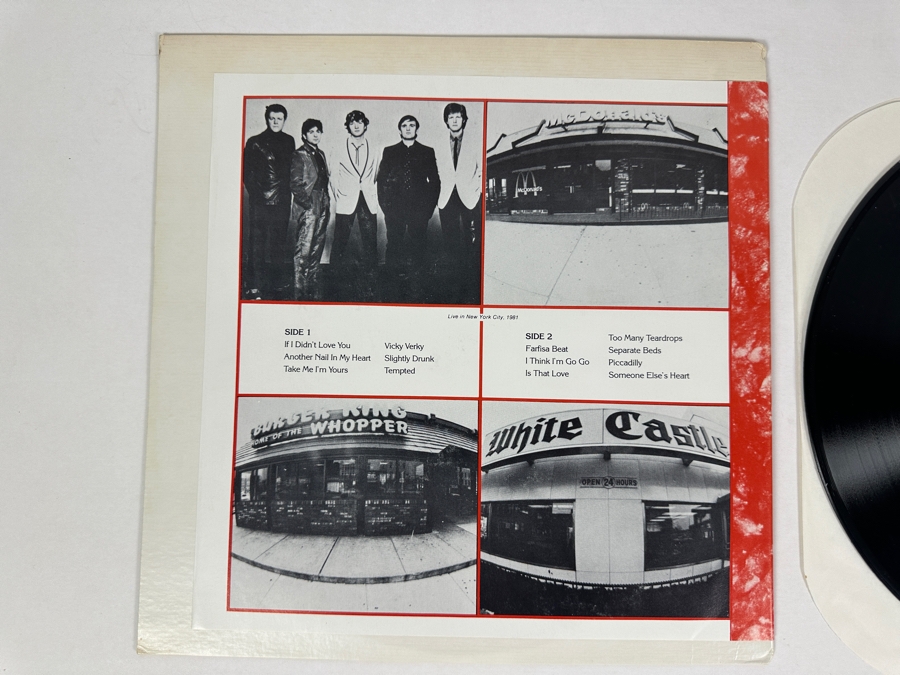 McDonald's
McDonald's
Live in New York City, 1981
SIDE 1
If I Didn't Love You
Another Nail In My Heart
Take Me I'm Yours
Vicky Verky
Slightly Drunk
Tempted
SIDE 2
Farfisa Beat
I Think I'm Go Go
Is That Love
Too Many Teardrops
Separate Beds
Piccadilly
Someone Else's Heart
BURGER KING
HOME OF THE WHOPPER
White Castle
OPEN 24 HOURS